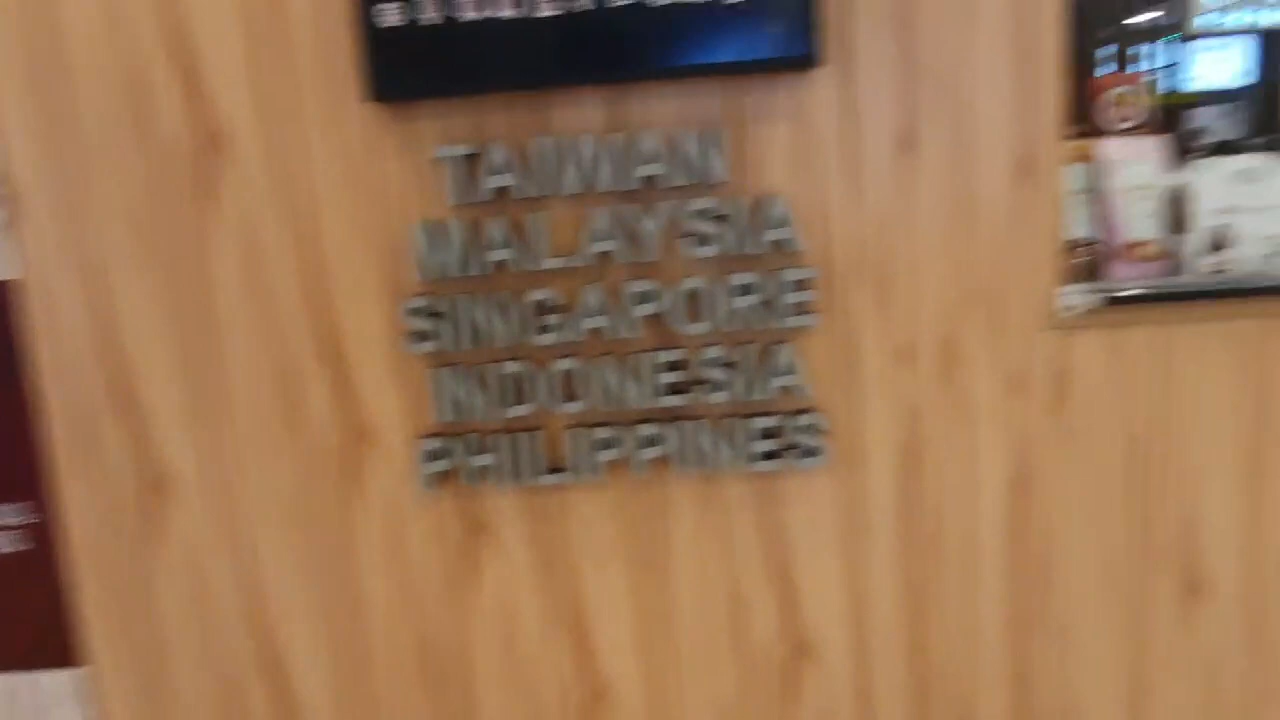 TAIWAN
MALAYSIA
SINGAPORE
INDONESIA
PHILIPPINES